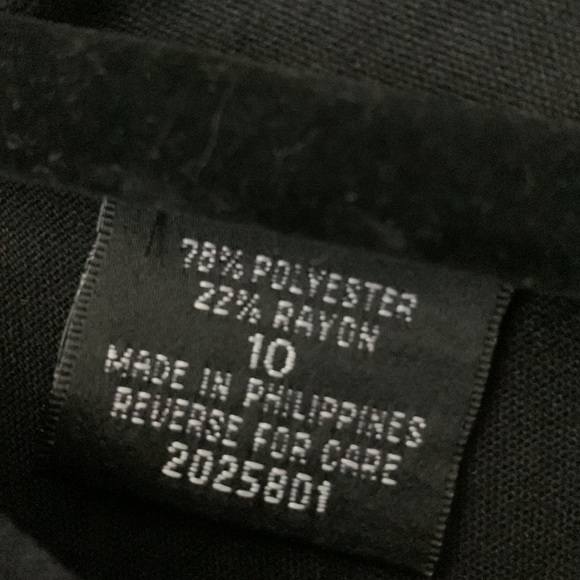 78% POLYESTER
22% RAYON
10
MADE IN PHILIPPINES
REVERSE FOR CARE
2025801